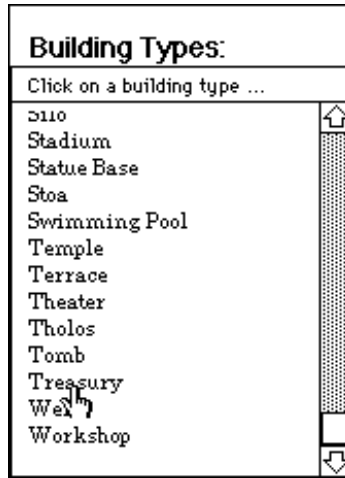 Building Types:
Click on a building type ...
Silo
Stadium
Statue Base
Stoa
Swimming Pool
Temple
Terrace
Theater
Tholos
Tomb
Treasury
Workshop